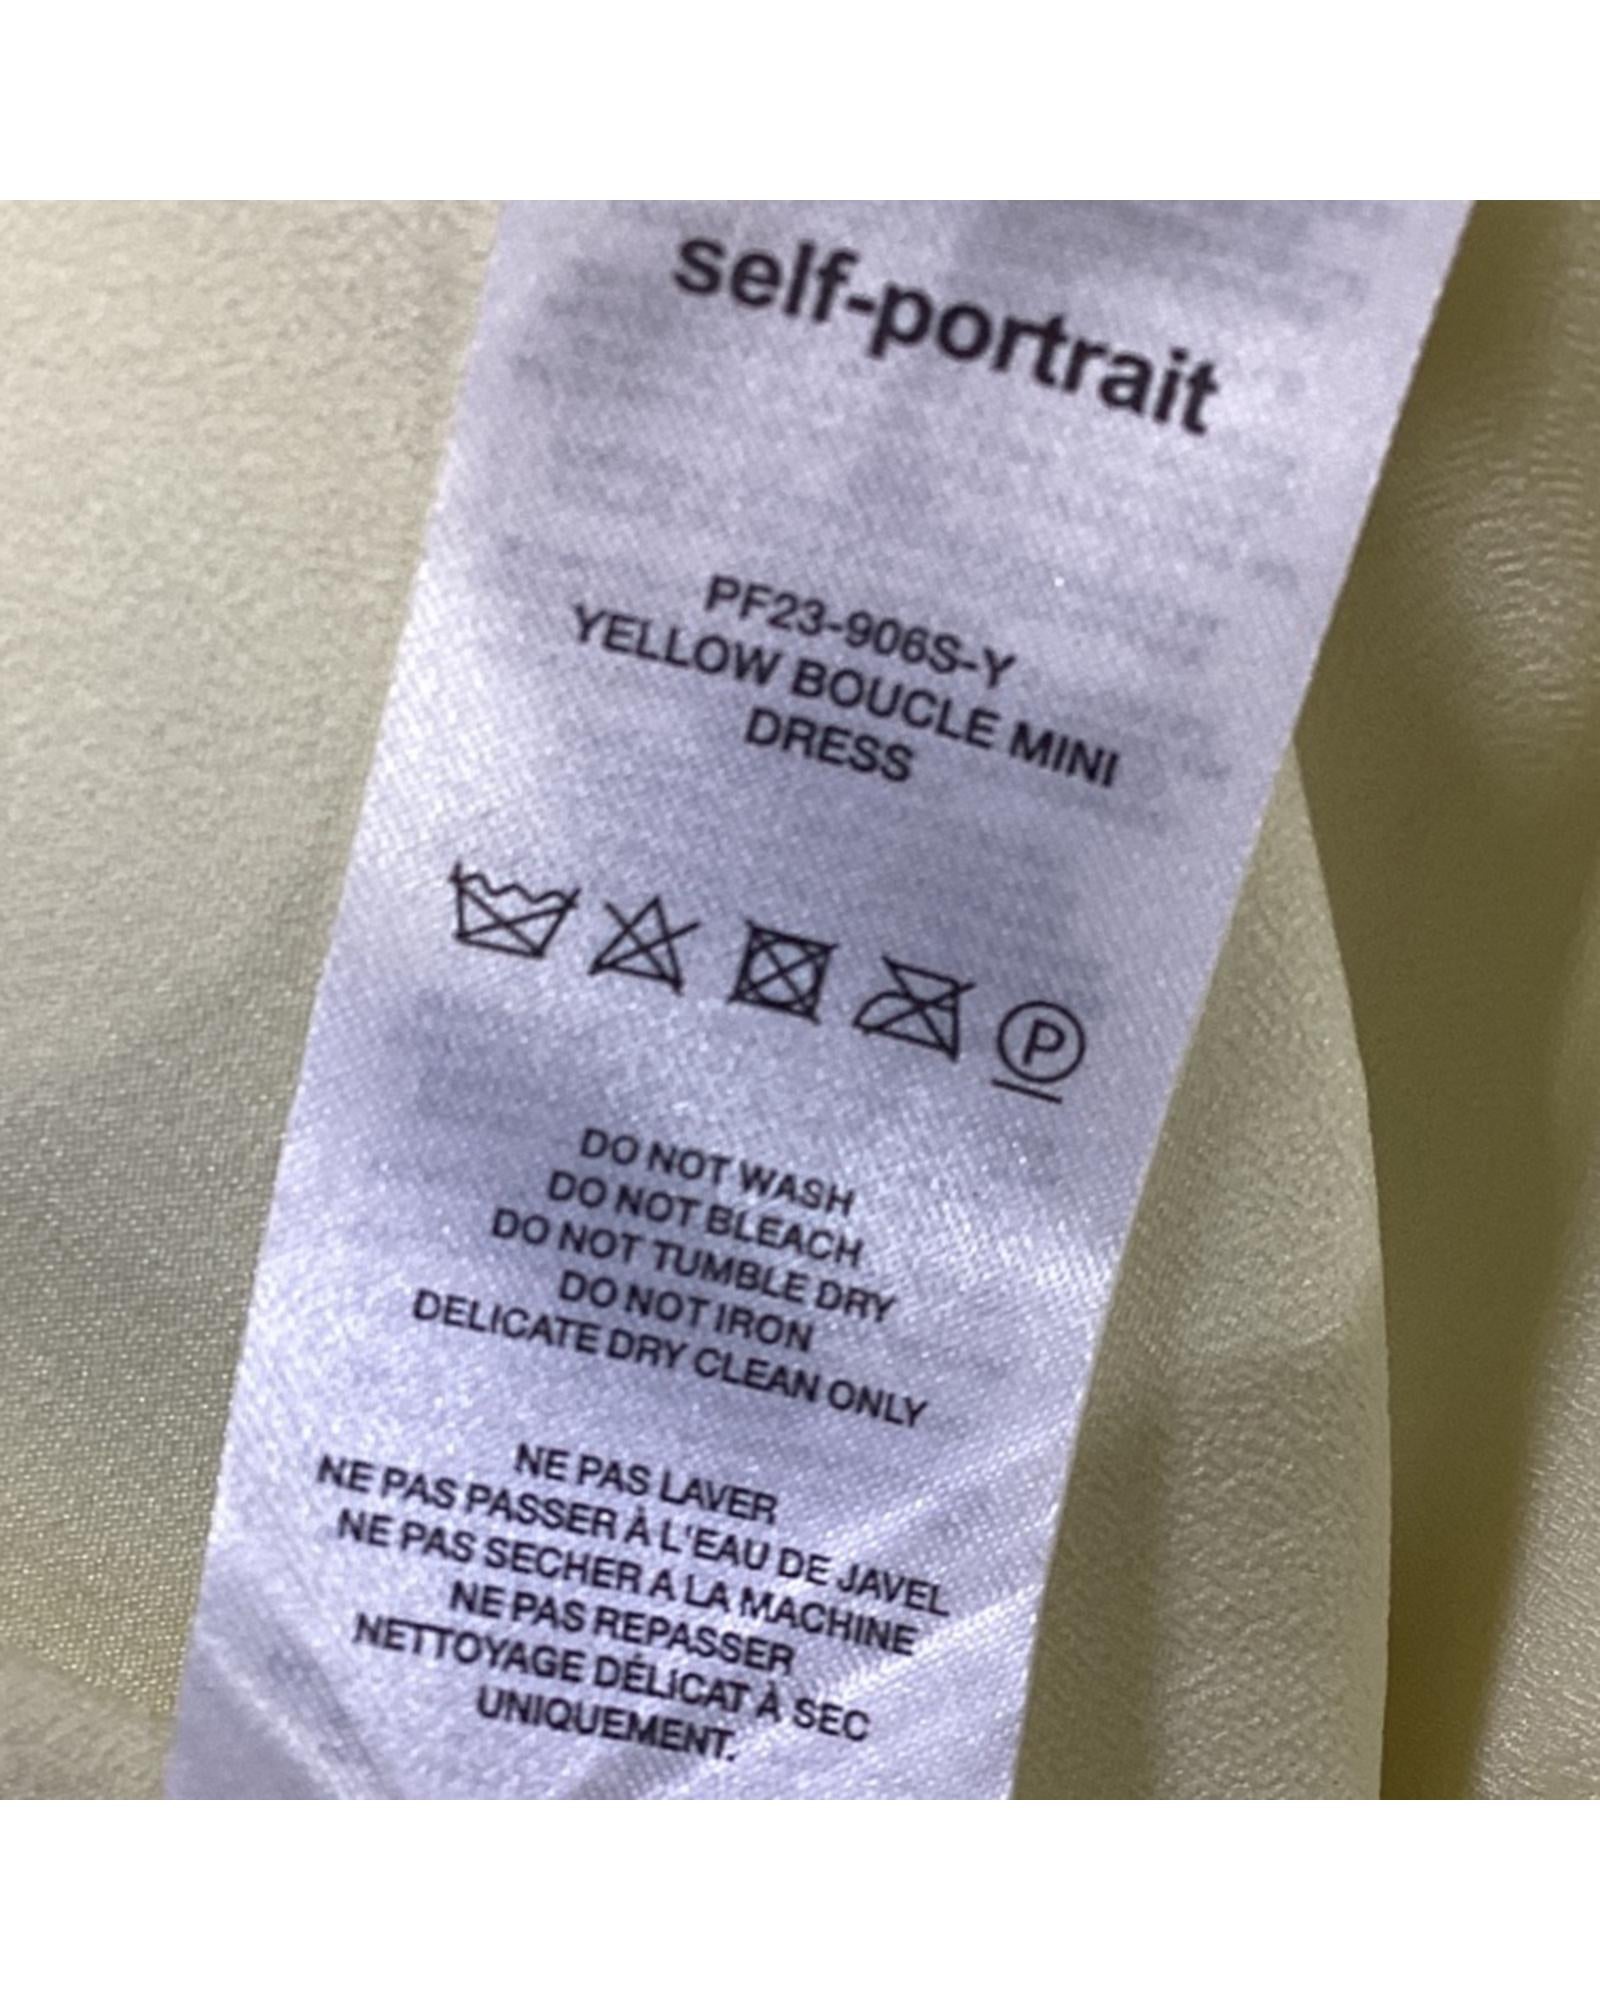 self-portrait
PF23-906S-Y
YELLOW BOUCLE MINI
DRESS
P
DO NOT WASH
DO NOT BLEACH
DO NOT TUMBLE DRY
DO NOT IRON
DELICATE DRY CLEAN ONLY
NE PAS LAVER
NE PAS PASSER À L'EAU DE JAVEL
NE PAS SECHER A LA MACHINE
NE PAS REPASSER
NETTOYAGE DÉLICAT À SEC
UNIQUEMENT.